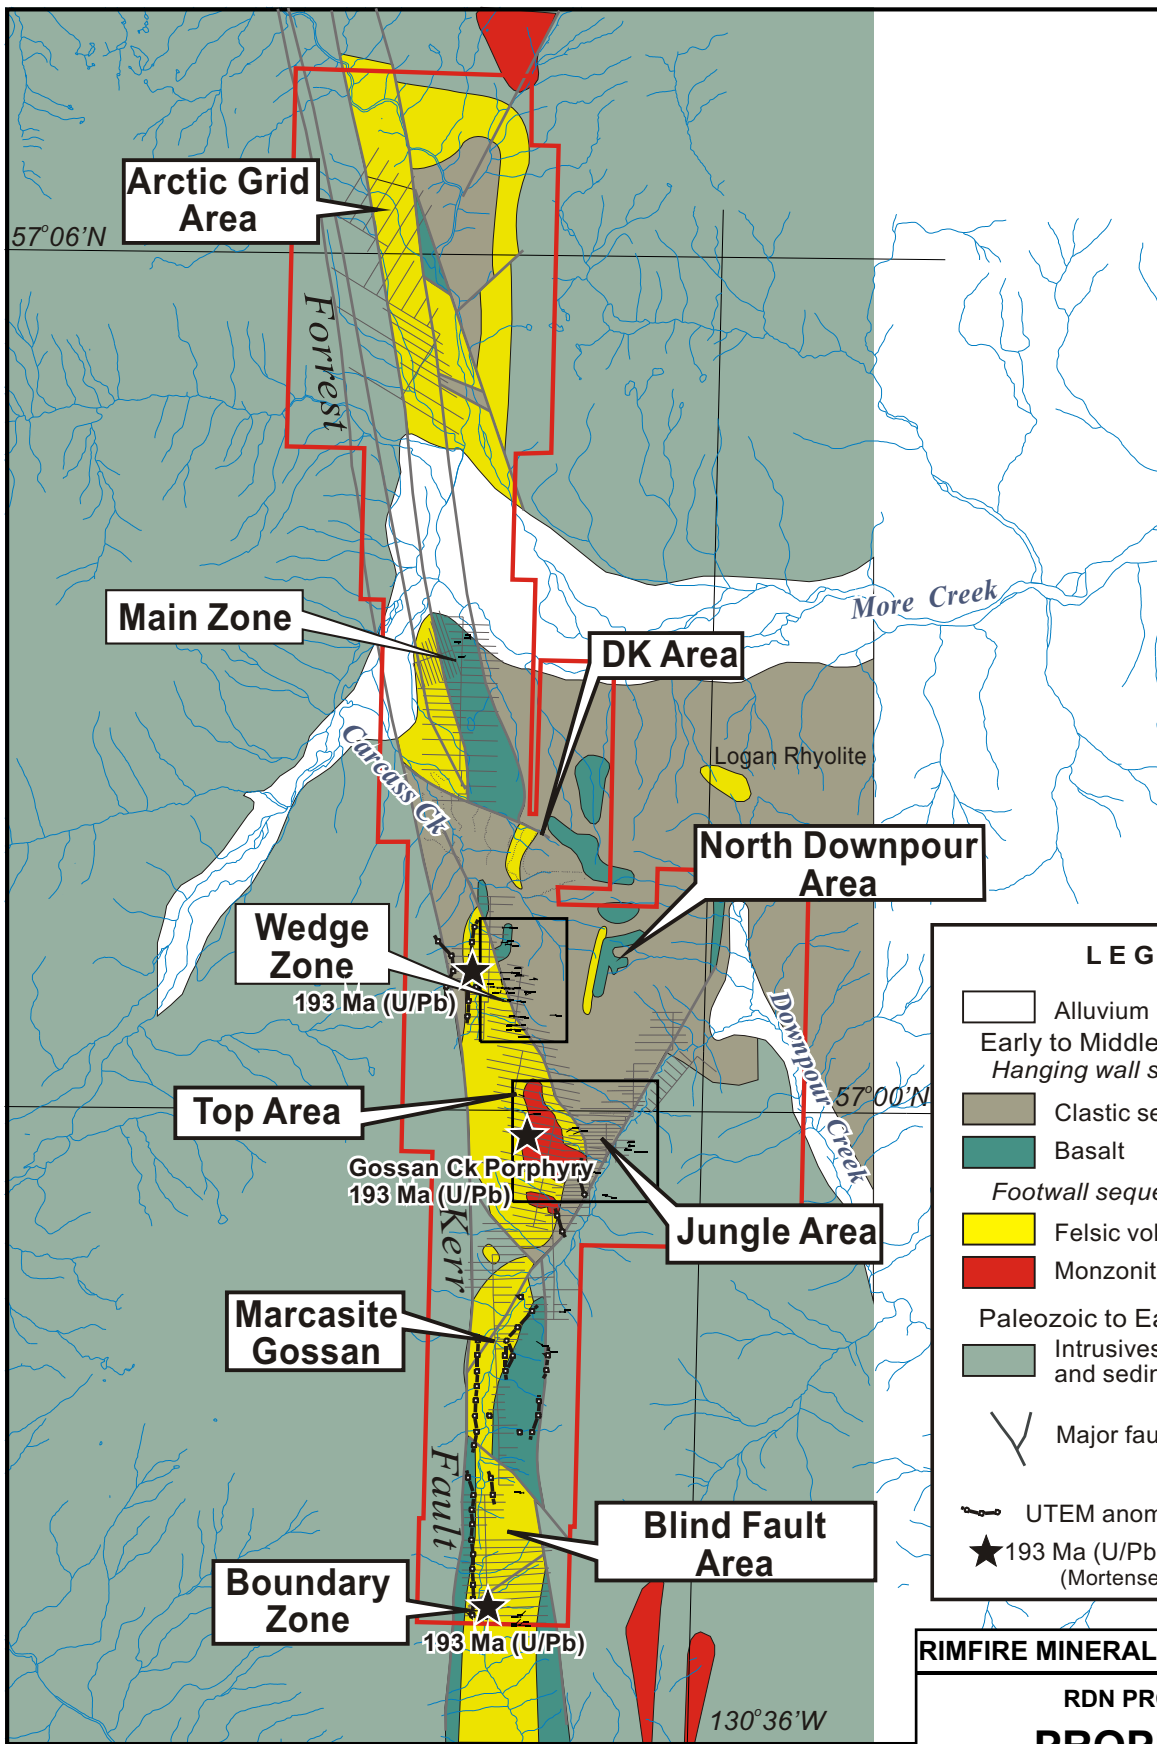 Arctic Grid
Area
57°06'N
Forrest
More Creek
Main Zone
DK Area
Carcass Ck
Logan Rhyolite
North Downpour
Area
Wedge
Zone
193 Ma (U/Pb)
Downpour Creek
57°00'N
Top Area
Gossan Ck Porphyry
193 Ma (U/Pb)
Kerr
Jungle Area
Marcasite
Gossan
Fault
Blind Fault
Area
Boundary
Zone
193 Ma (U/Pb)
130°36'W
LEG
Alluvium
Early to Middle
Hanging wall s
Clastic se
Basalt
Footwall seque
Felsic vol
Monzonit
Paleozoic to Ea
Intrusives
and sedin
Major fau
UTEM anom
193 Ma (U/Pb
(Mortense
RIMFIRE MINERAL
RDN PRO
PROP